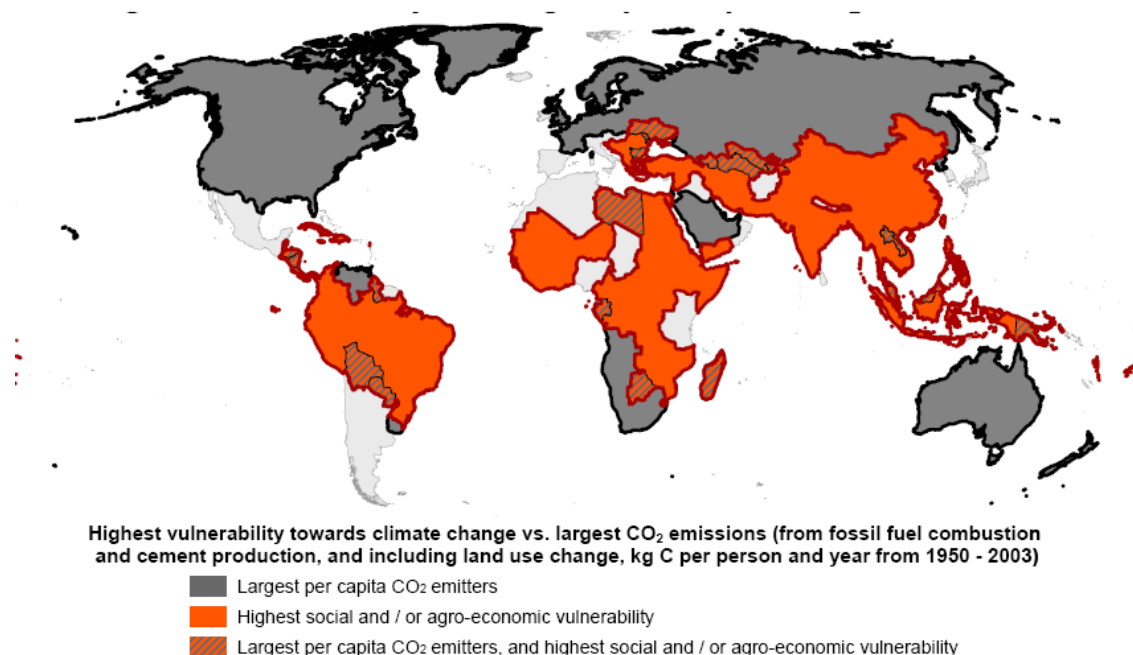 Highest vulnerability towards climate change vs. largest CO₂ emissions (from fossil fuel combustion
and cement production, and including land use change, kg C per person and year from 1950 - 2003)
Largest per capita CO₂ emitters
Highest social and / or agro-economic vulnerability
Largest per capita CO₂ emitters, and highest social and / or agro-economic vulnerability